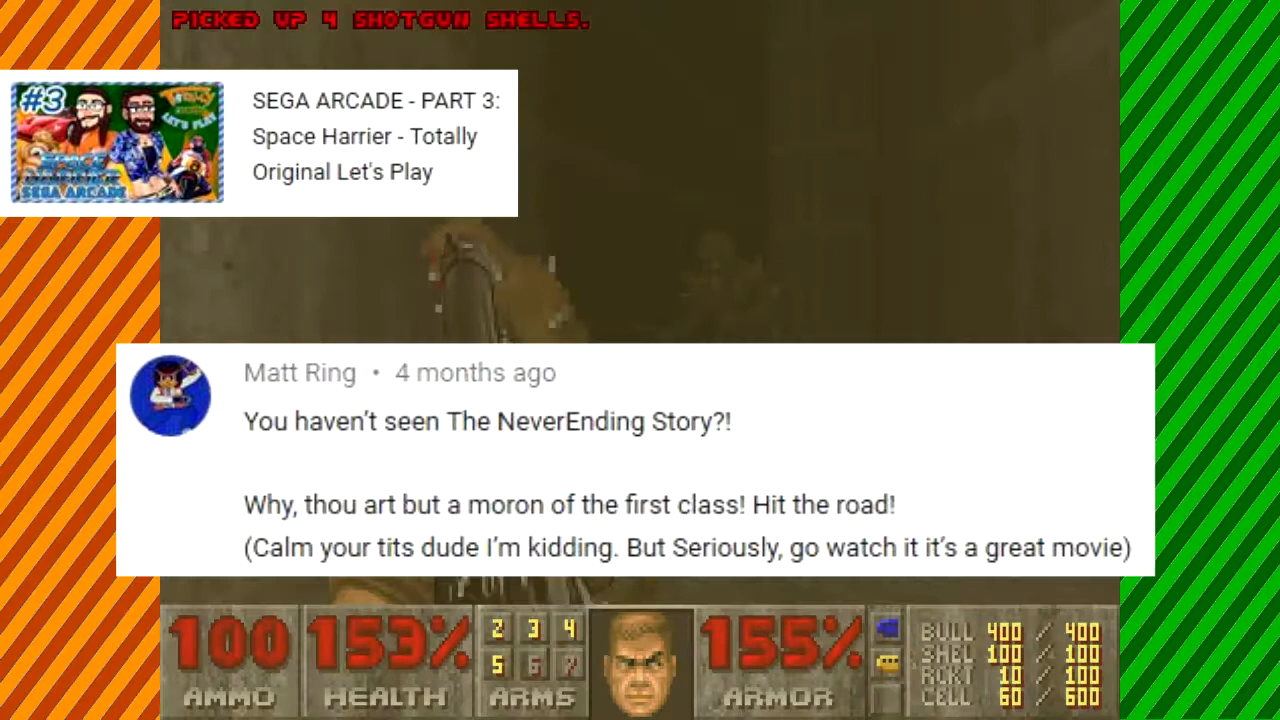 PICKED UP 4 SHOTGUN SHELLS.
#3
SPACE
HARRIER
SEGA ARCADE
LET'S PLAY
SEGA ARCADE - PART 3:
Space Harrier - Totally
Original Let's Play
Matt Ring • 4 months ago
You haven't seen The NeverEnding Story?!
Why, thou art but a moron of the first class! Hit the road!
(Calm your tits dude I'm kidding. But Seriously, go watch it it's a great movie)
100 153% 2 3 4 155% BULL 400 / 400
5 6 7 SHEL 100 / 100
RCKT 10 / 100
AMMO HEALTH ARMS ARMOR CELL 60 / 600